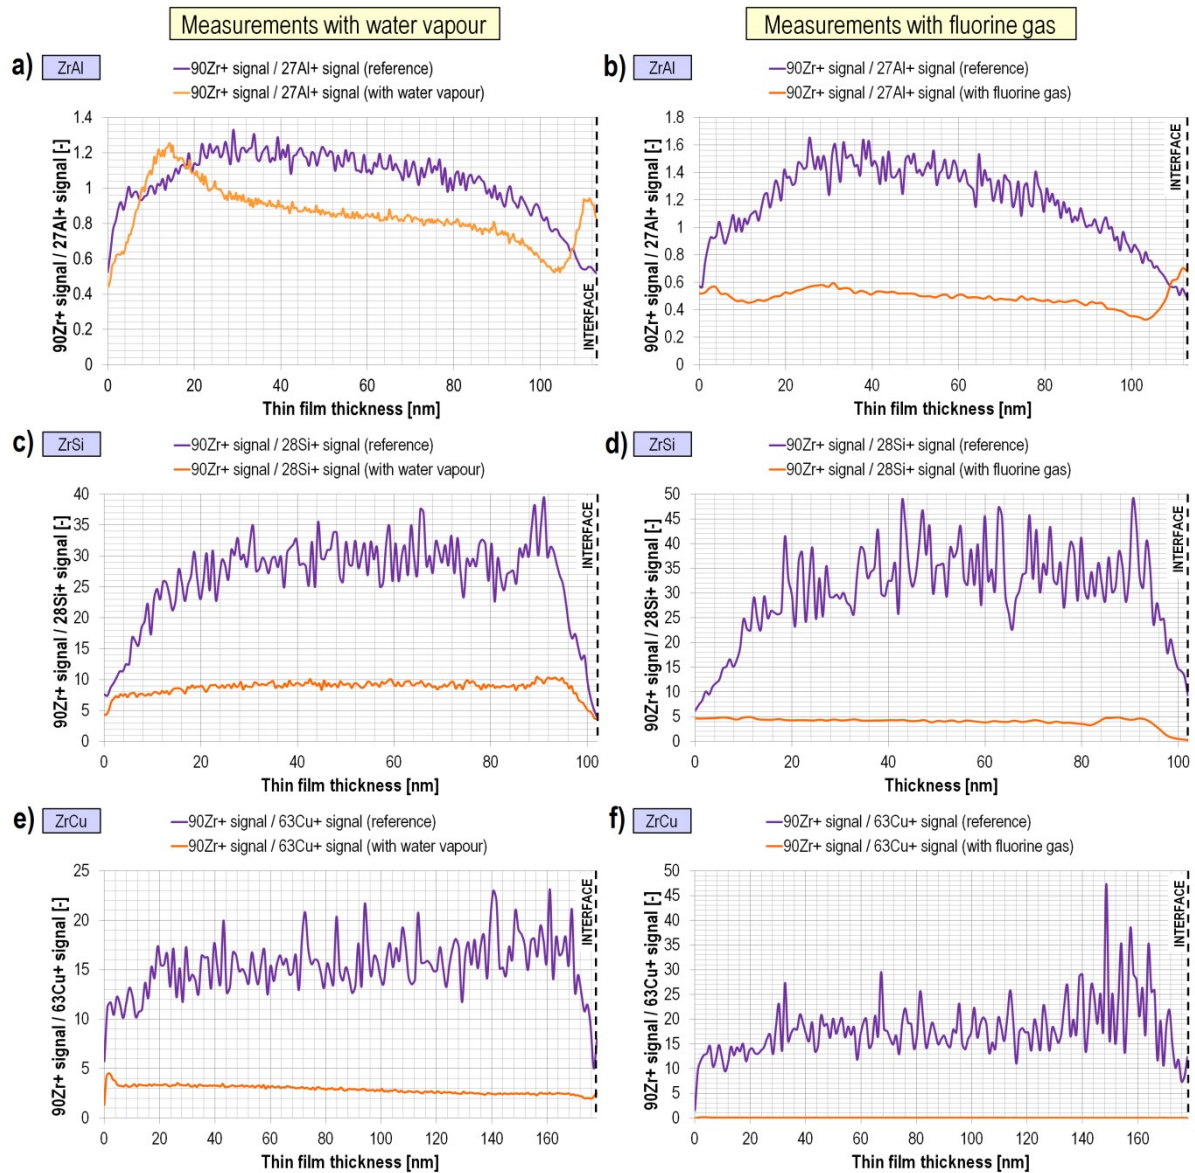 Measurements with water vapour
Measurements with fluorine gas
a) ZrAl
90Zr+ signal / 27Al+ signal (reference)
90Zr+ signal / 27Al+ signal (with water vapour)
90Zr+ signal / 27Al+ signal [-]
1.4
1.2
1
0.8
0.6
0.4
0.2
0
0 20 40 60 80 100
INTERFACE
Thin film thickness [nm]
b) ZrAl
90Zr+ signal / 27Al+ signal (reference)
90Zr+ signal / 27Al+ signal (with fluorine gas)
90Zr+ signal / 27Al+ signal [-]
1.8
1.6
1.4
1.2
1
0.8
0.6
0.4
0.2
0
0 20 40 60 80 100
INTERFACE
Thin film thickness [nm]
c) ZrSi
90Zr+ signal / 28Si+ signal (reference)
90Zr+ signal / 28Si+ signal (with water vapour)
90Zr+ signal / 28Si+ signal [-]
40
35
30
25
20
15
10
5
0
0 20 40 60 80 100
INTERFACE
Thin film thickness [nm]
d) ZrSi
90Zr+ signal / 28Si+ signal (reference)
90Zr+ signal / 28Si+ signal (with fluorine gas)
90Zr+ signal / 28Si+ signal [-]
50
45
40
35
30
25
20
15
10
5
0
0 20 40 60 80 100
INTERFACE
Thickness [nm]
e) ZrCu
90Zr+ signal / 63Cu+ signal (reference)
90Zr+ signal / 63Cu+ signal (with water vapour)
90Zr+ signal / 63Cu+ signal [-]
25
20
15
10
5
0
0 20 40 60 80 100 120 140 160
INTERFACE
Thin film thickness [nm]
f) ZrCu
90Zr+ signal / 63Cu+ signal (reference)
90Zr+ signal / 63Cu+ signal (with fluorine gas)
90Zr+ signal / 63Cu+ signal [-]
50
45
40
35
30
25
20
15
10
5
0
0 20 40 60 80 100 120 140 160
INTERFACE
Thin film thickness [nm]